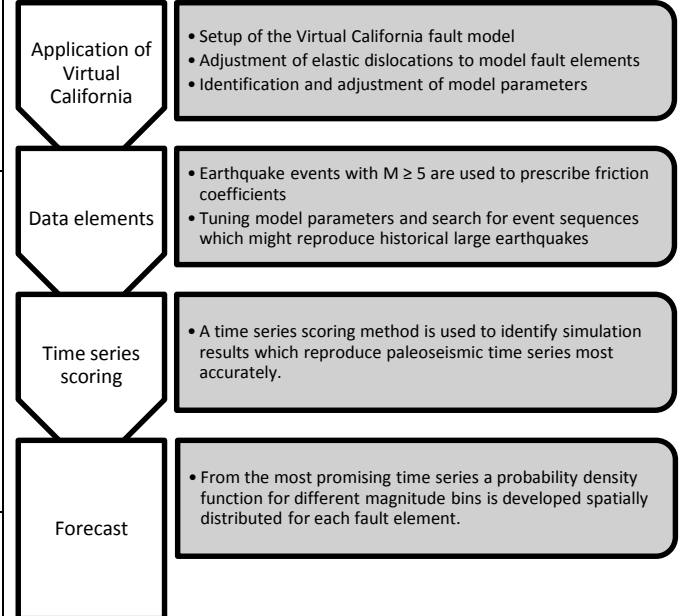 Application of
Virtual
California
• Setup of the Virtual California fault model
• Adjustment of elastic dislocations to model fault elements
• Identification and adjustment of model parameters
Data elements
• Earthquake events with M ≥ 5 are used to prescribe friction
coefficients
• Tuning model parameters and search for event sequences
which might reproduce historical large earthquakes
Time series
scoring
• A time series scoring method is used to identify simulation
results which reproduce paleoseismic time series most
accurately.
Forecast
• From the most promising time series a probability density
function for different magnitude bins is developed spatially
distributed for each fault element.